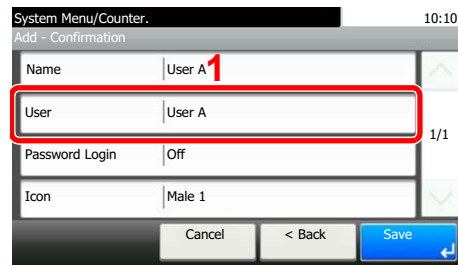 System Menu/Counter. 10:10
Add - Confirmation
Name User A 1
User User A
1/1
Password Login Off
Icon Male 1
Cancel < Back Save